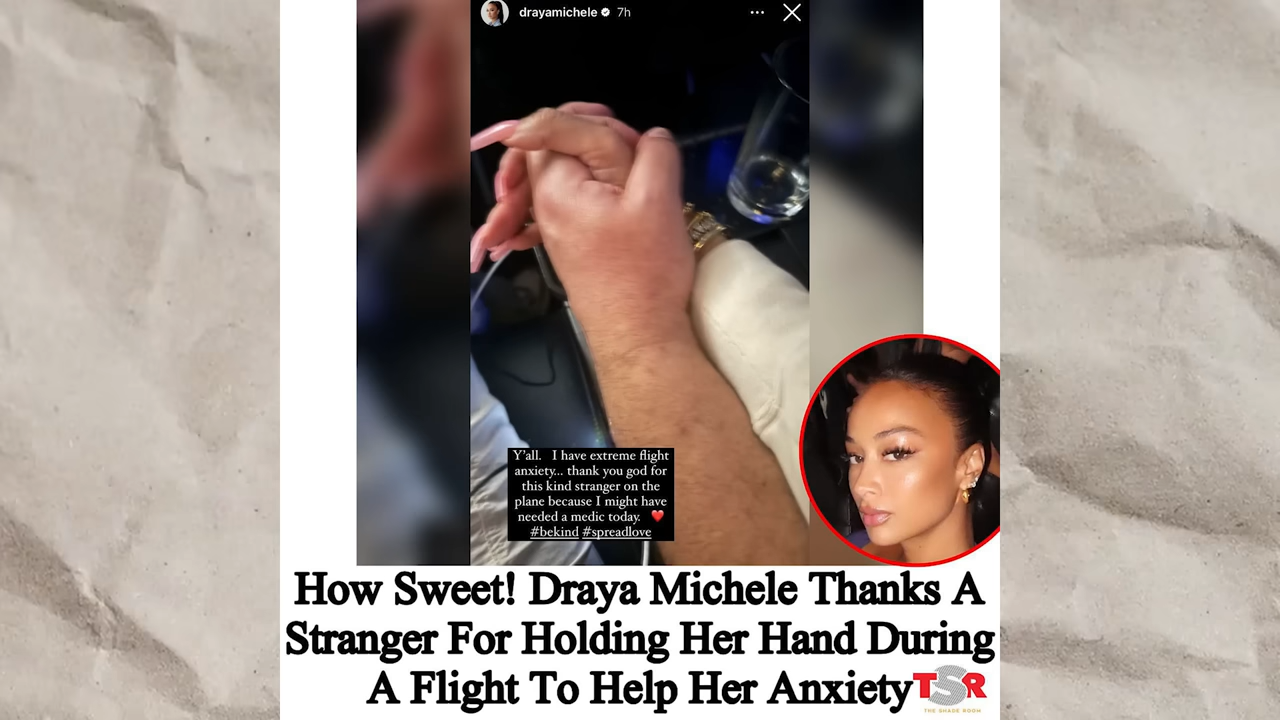 drayamichele 7h
Y'all. I have extreme flight
anxiety... thank you god for
this kind stranger on the
plane because I might have
needed a medic today. ❤️
#bekind #spreadlove
How Sweet! Draya Michele Thanks A
Stranger For Holding Her Hand During
A Flight To Help Her Anxiety
TSR
THE SHADE ROOM